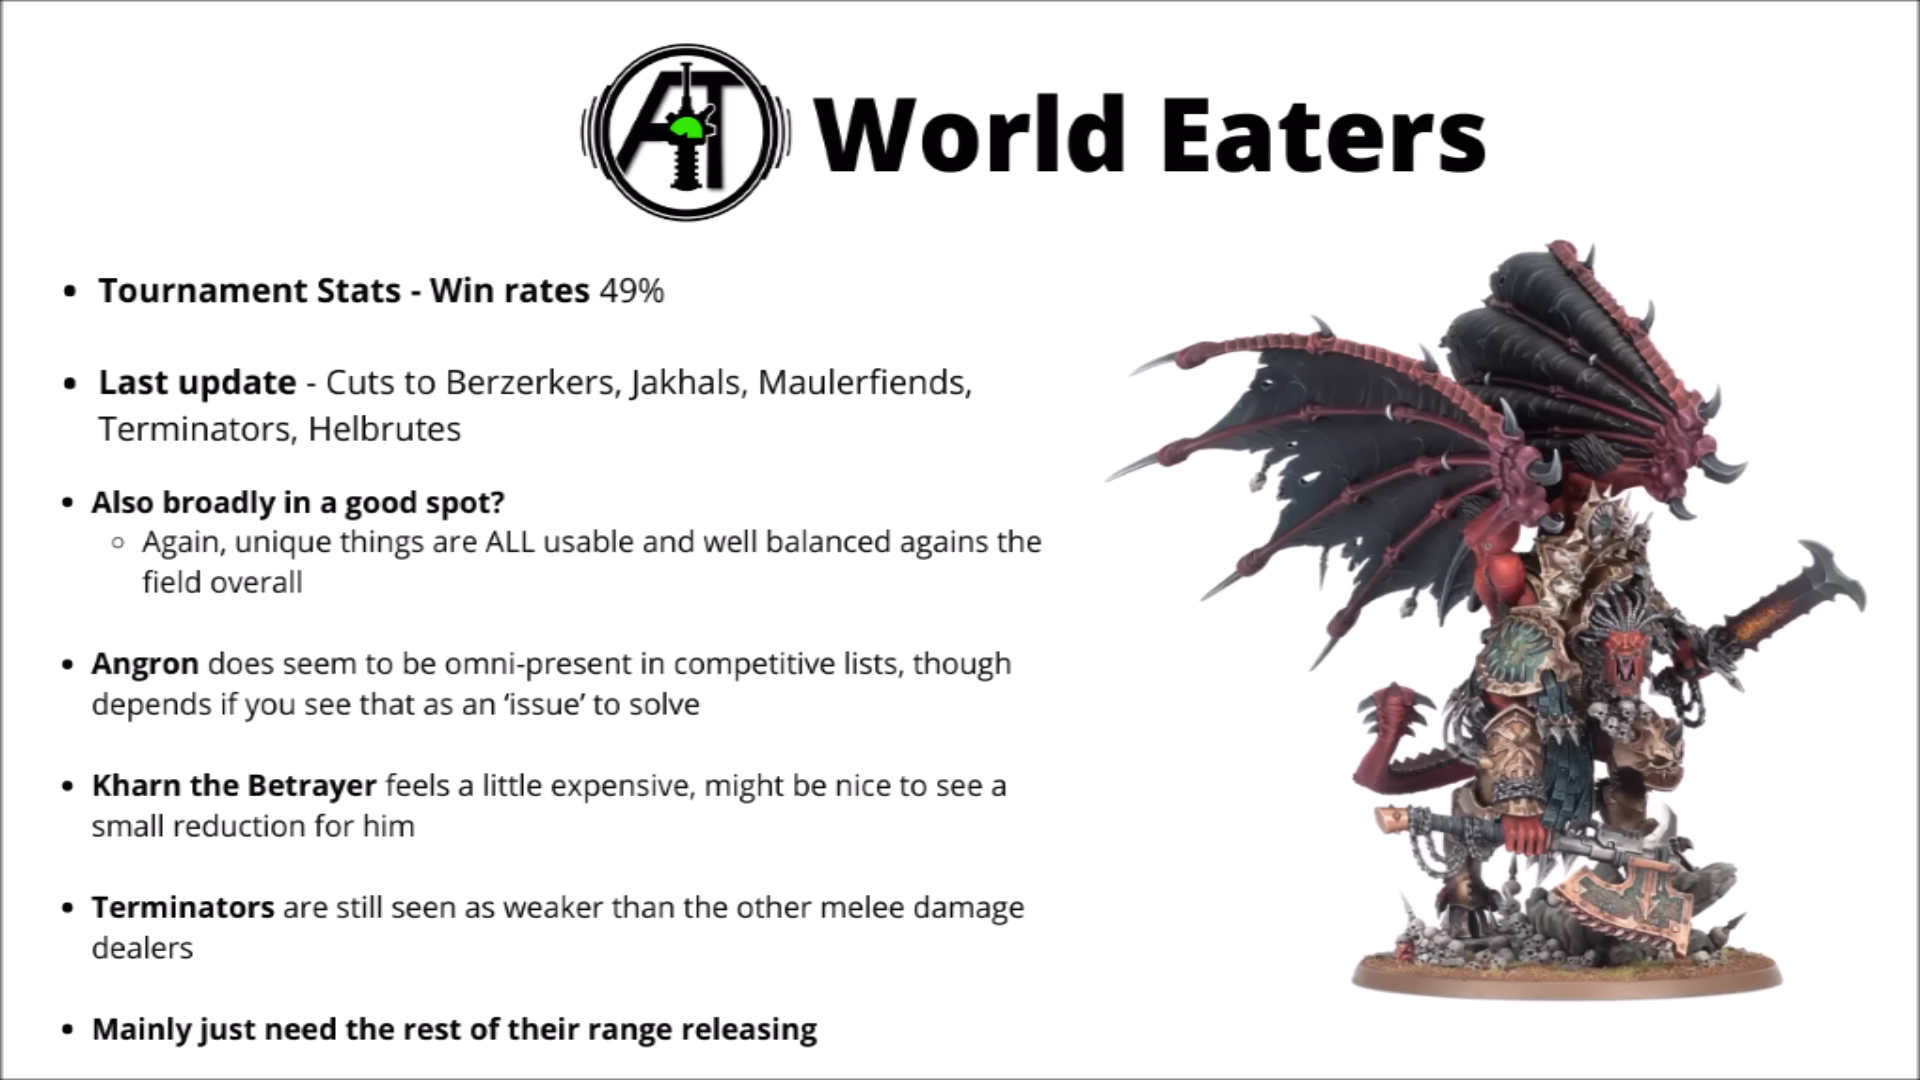 AT World Eaters
• Tournament Stats - Win rates 49%
• Last update - Cuts to Berzerkers, Jakhals, Maulerfiends,
Terminators, Helbrutes
• Also broadly in a good spot?
◦ Again, unique things are ALL usable and well balanced agains the
field overall
• Angron does seem to be omni-present in competitive lists, though
depends if you see that as an ‘issue’ to solve
• Kharn the Betrayer feels a little expensive, might be nice to see a
small reduction for him
• Terminators are still seen as weaker than the other melee damage
dealers
• Mainly just need the rest of their range releasing